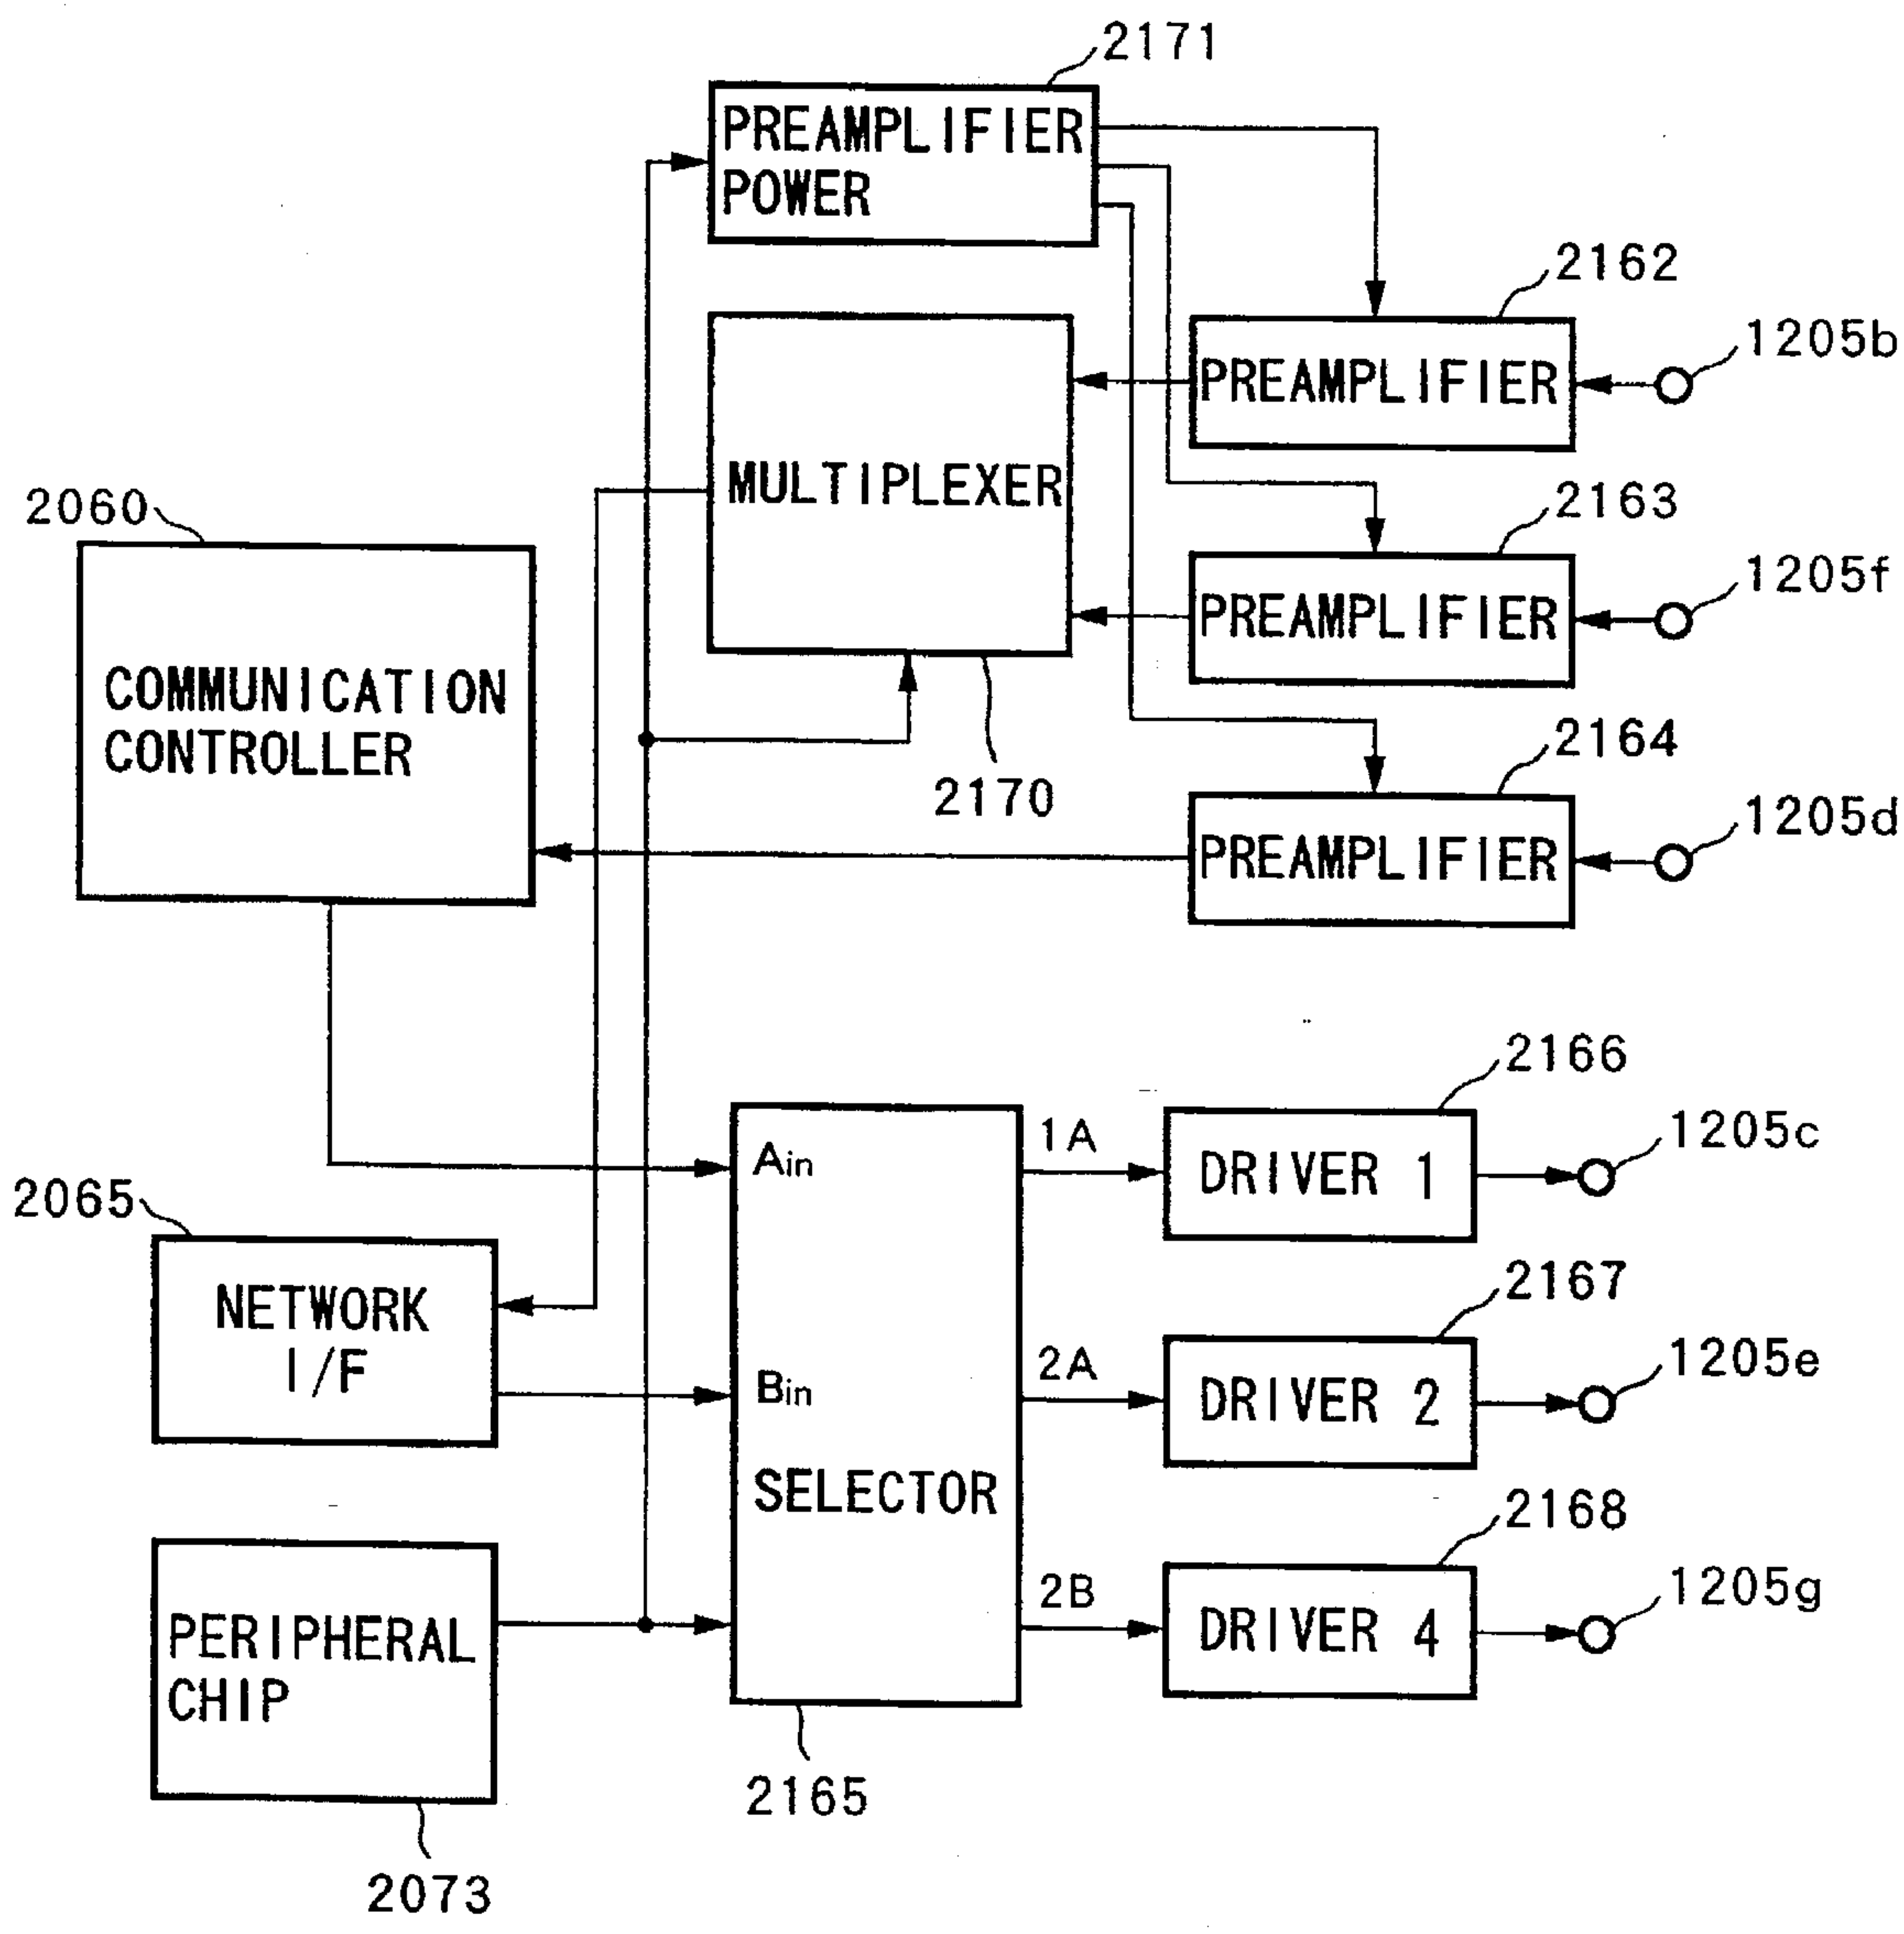 2171
PREAMPLIFIER
POWER
2162
PREAMPLIFIER
1205b
MULTIPLEXER
2060
2163
PREAMPLIFIER
1205f
COMMUNICATION
CONTROLLER
2170
2164
PREAMPLIFIER
1205d
2166
Ain
1A
DRIVER 1
1205c
2065
NETWORK
I/F
2167
Bin
2A
DRIVER 2
1205e
SELECTOR
2168
2B
DRIVER 4
1205g
PERIPHERAL
CHIP
2165
2073